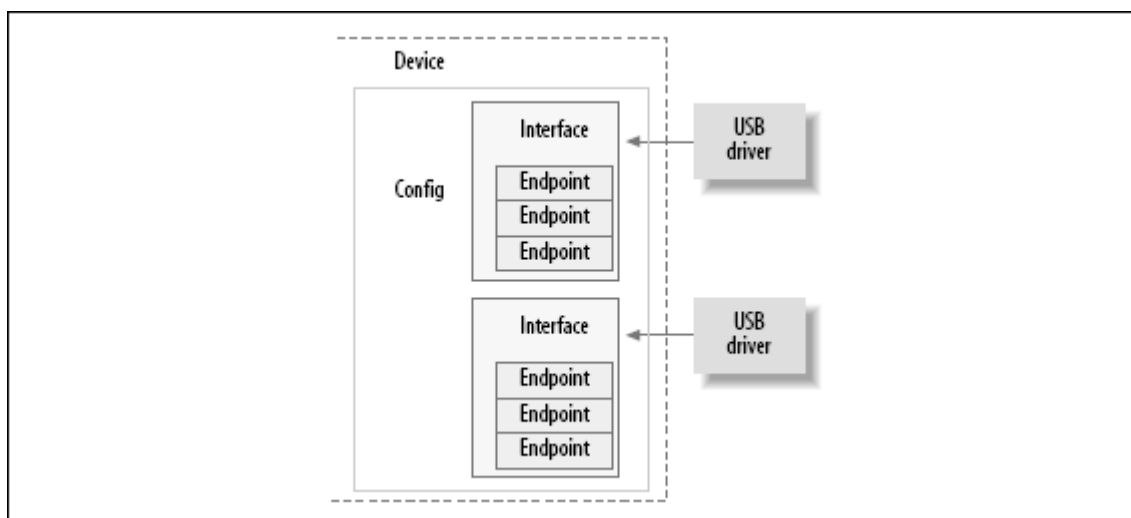 Device
Config
Interface
Endpoint
Endpoint
Endpoint
USB
driver
Interface
Endpoint
Endpoint
Endpoint
USB
driver